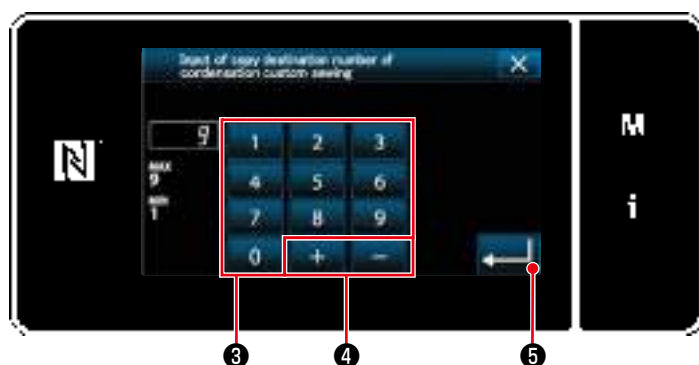 Input of copy destination number of
condensation custom sewing
9
1 2 3
MAX
9
4 5 6
MIN
1
7 8 9
0 + −
M
i
❸ ❹ ❺